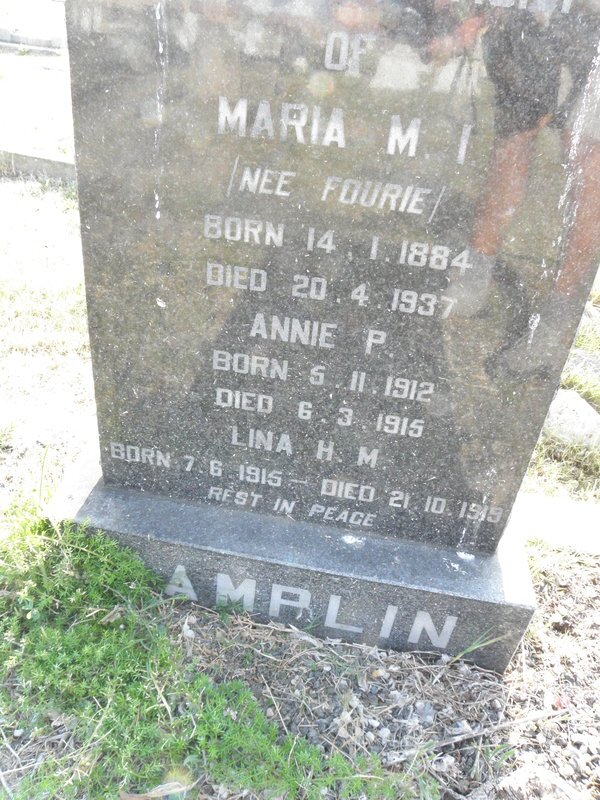 OF
MARIA M. I.
/NEE FOURIE/
BORN 14. 1. 1884
DIED 20. 4. 1937
ANNIE P.
BORN 5. 11. 1912
DIED 6. 3. 1915
LINA H. M.
BORN 7. 6. 1915 — DIED 21. 10. 1919
REST IN PEACE
AMPLIN